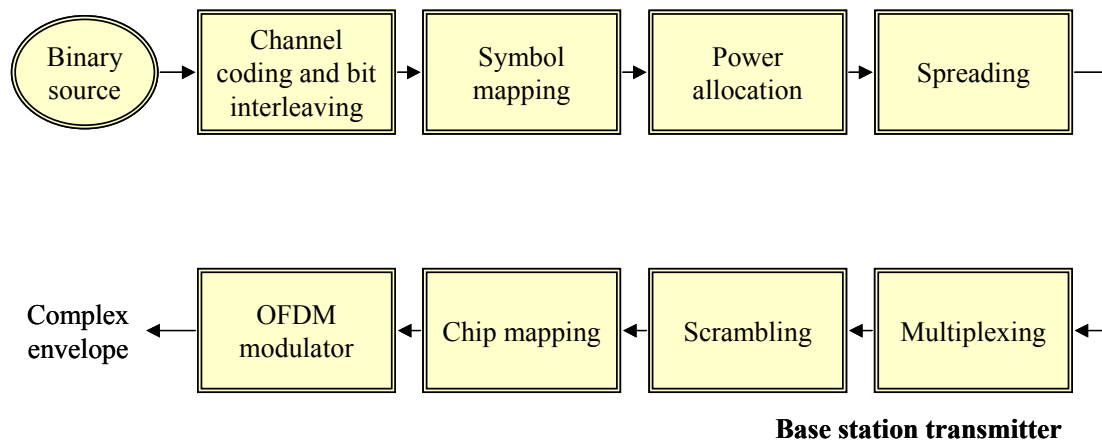 Binary
source
Channel
coding and bit
interleaving
Symbol
mapping
Power
allocation
Spreading
Complex
envelope
OFDM
modulator
Chip mapping
Scrambling
Multiplexing
Base station transmitter